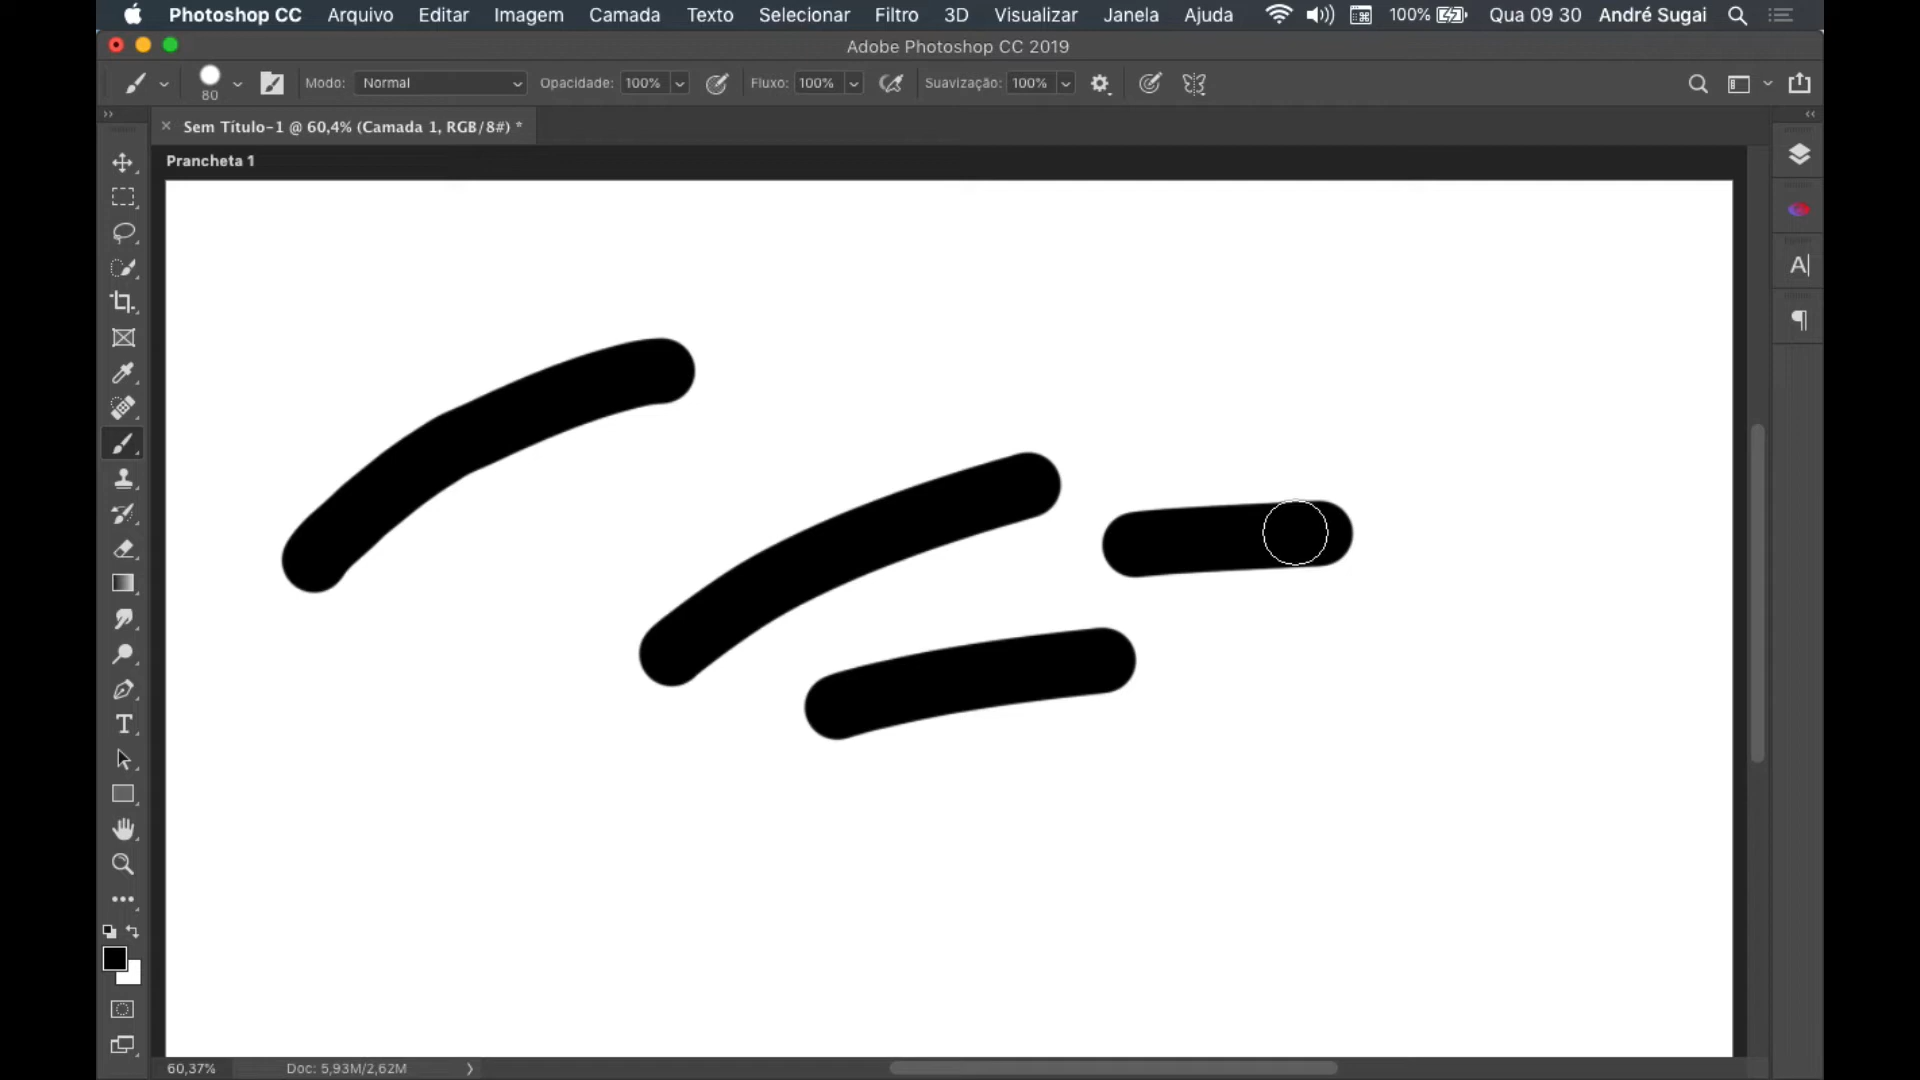 Photoshop CC Arquivo Editar Imagem Camada Texto Selecionar Filtro 3D Visualizar Janela Ajuda 100% Qua 09 30 André Sugai
Adobe Photoshop CC 2019
80 Modo: Normal Opacidade: 100% Fluxo: 100% Suavização: 100%
Sem Título-1 @ 60,4% (Camada 1, RGB/8#) *
Prancheta 1
60,37% Doc: 5,93M/2,62M